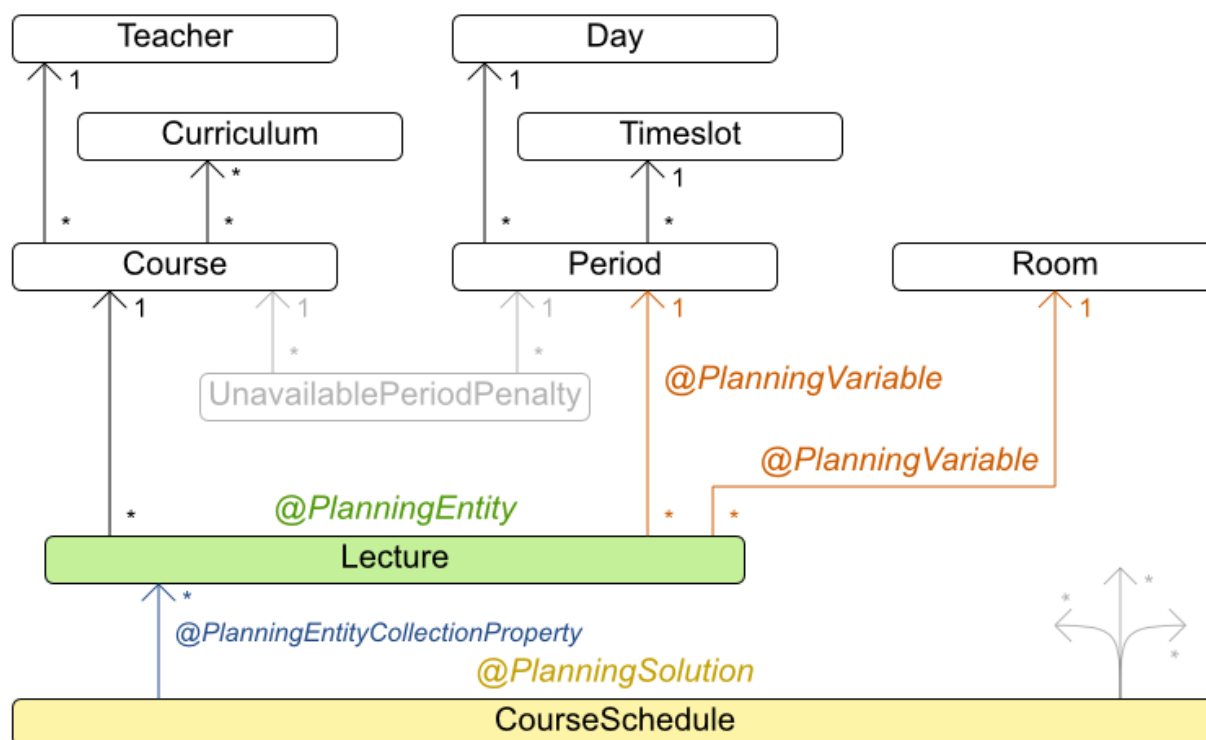 Teacher
Day
1
1
Curriculum
Timeslot
*
1
*
*
*
*
Course
Period
Room
1
1
1
1
1
*
*
@PlanningVariable
UnavailablePeriodPenalty
@PlanningVariable
@PlanningEntity
*
*
*
Lecture
*
*
*
@PlanningEntityCollectionProperty
*
@PlanningSolution
CourseSchedule